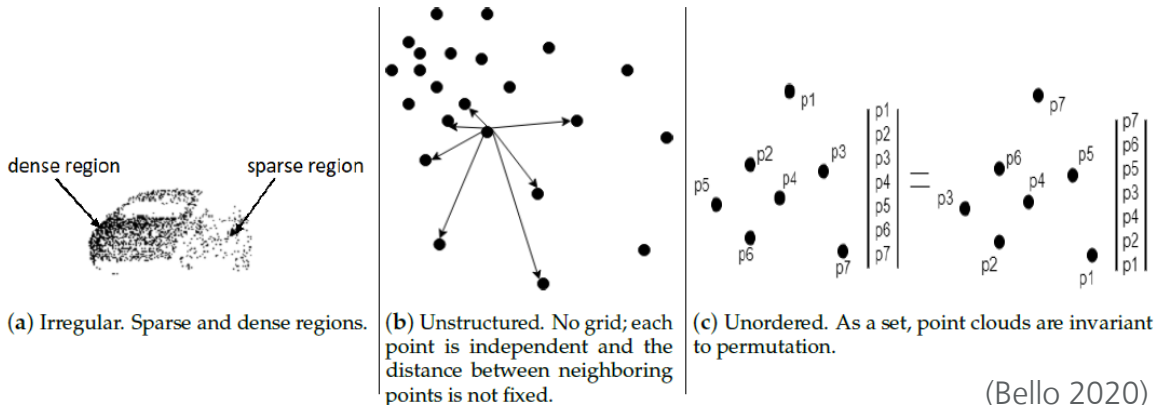 dense region
sparse region
(a) Irregular. Sparse and dense regions.
(b) Unstructured. No grid; each
point is independent and the
distance between neighboring
points is not fixed.
p1
p2
p3
p4
p5
p6
p7
p1
p2
p3
p4
p5
p6
p7
=
p7
p6
p5
p4
p3
p2
p1
p7
p6
p5
p3
p4
p2
p1
(c) Unordered. As a set, point clouds are invariant
to permutation.
(Bello 2020)